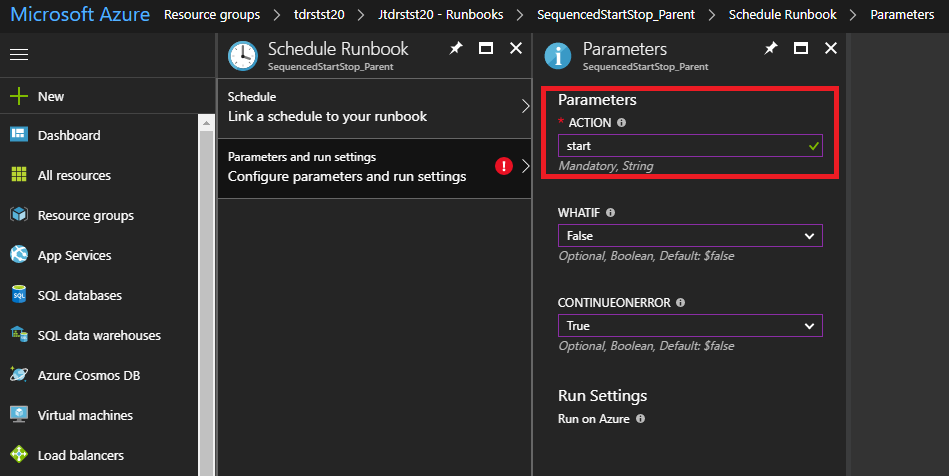 Microsoft Azure Resource groups > tdrstst20 > Jtdrstst20 - Runbooks > SequencedStartStop_Parent > Schedule Runbook > Parameters
New
Dashboard
All resources
Resource groups
App Services
SQL databases
SQL data warehouses
Azure Cosmos DB
Virtual machines
Load balancers
Schedule Runbook
SequencedStartStop_Parent
Schedule
Link a schedule to your runbook
Parameters and run settings
Configure parameters and run settings
Parameters
SequencedStartStop_Parent
Parameters
* ACTION
start
Mandatory, String
WHATIF
False
Optional, Boolean, Default: $false
CONTINUEONERROR
True
Optional, Boolean, Default: $false
Run Settings
Run on Azure